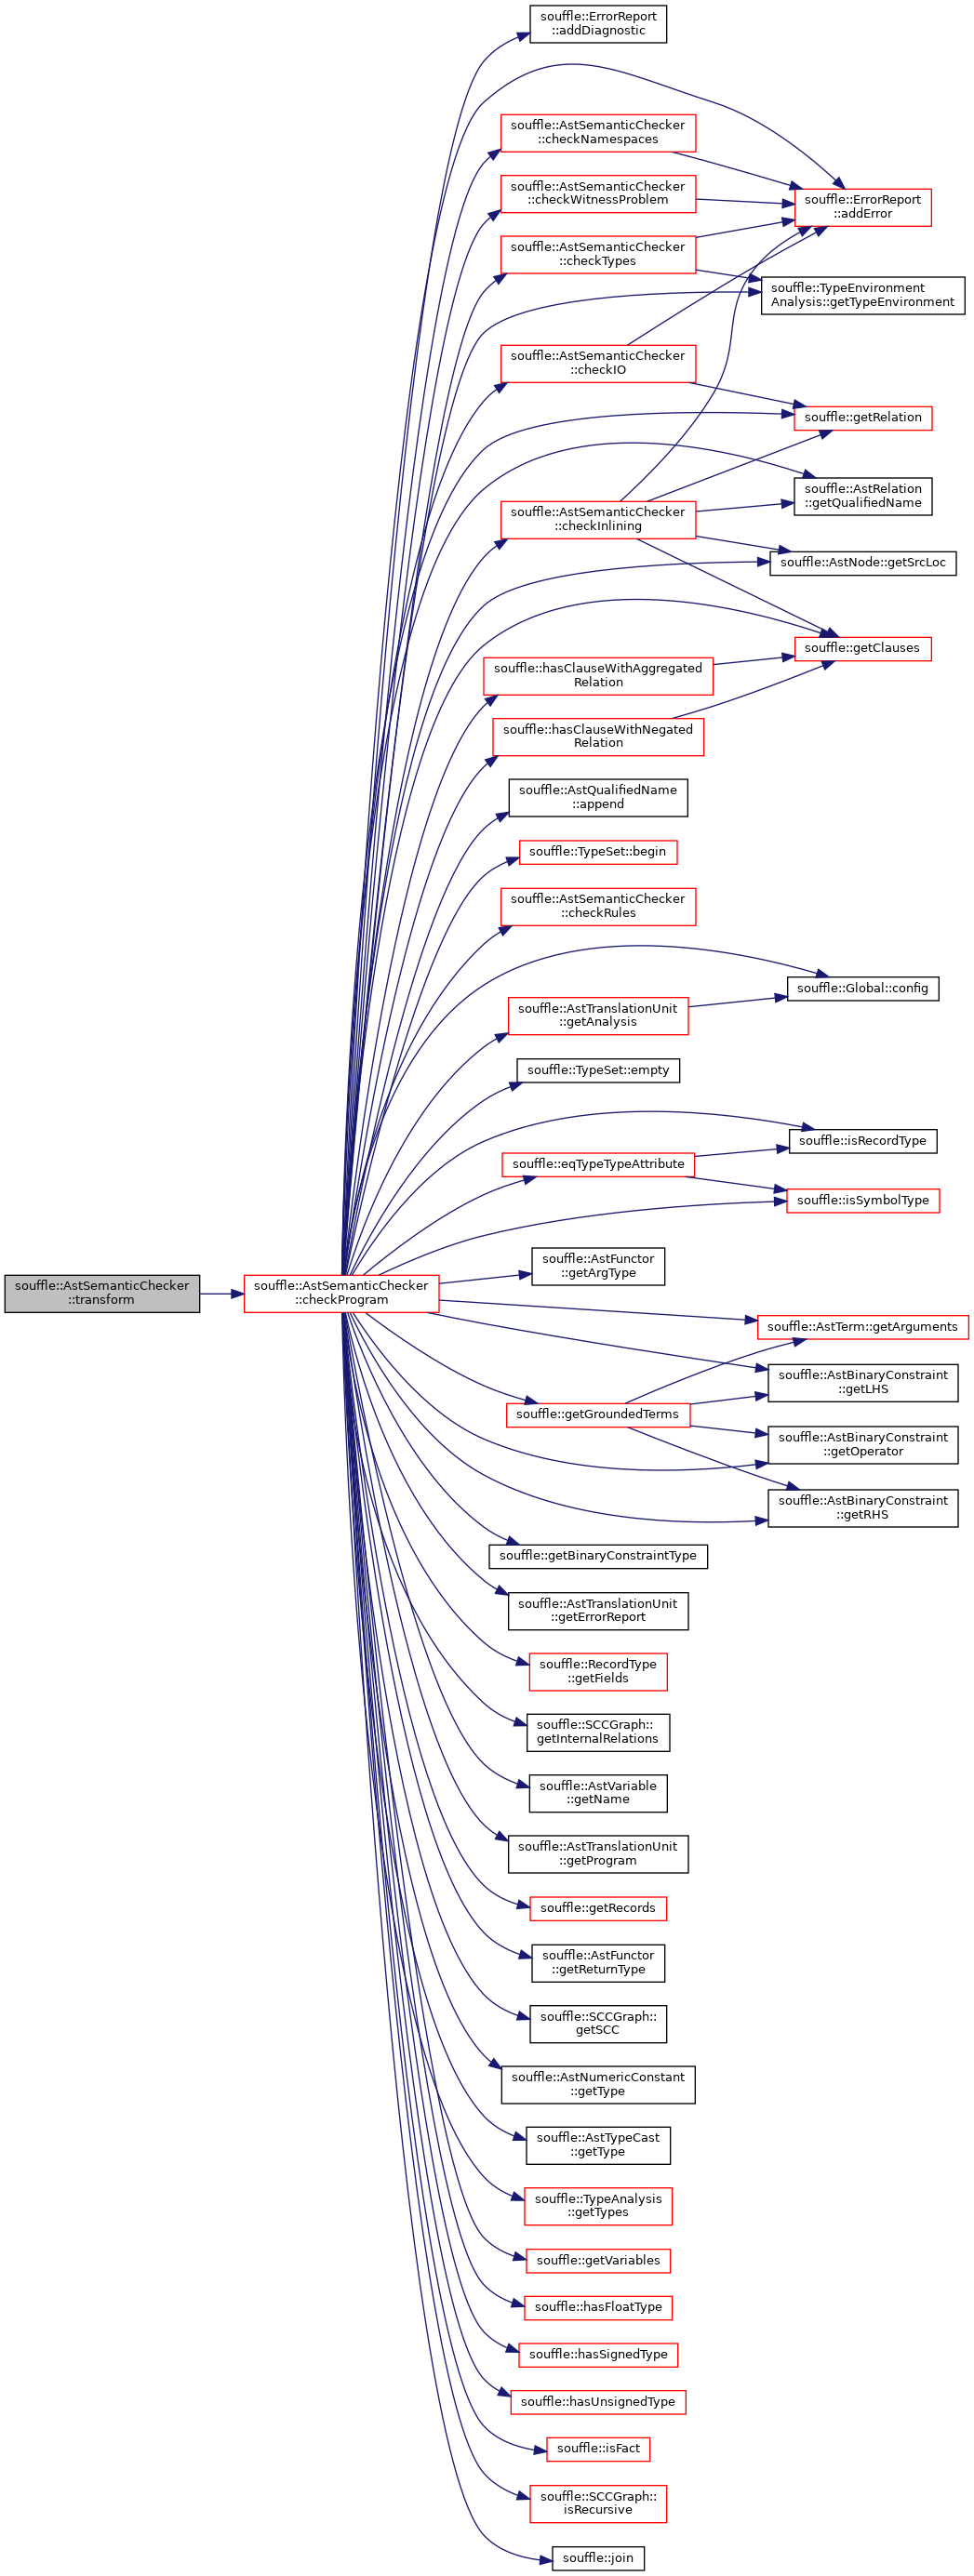 souffle::AstSemanticChecker
::transform
souffle::AstSemanticChecker
::checkProgram
souffle::ErrorReport
::addDiagnostic
souffle::AstSemanticChecker
::checkNamespaces
souffle::AstSemanticChecker
::checkWitnessProblem
souffle::AstSemanticChecker
::checkTypes
souffle::AstSemanticChecker
::checkIO
souffle::AstSemanticChecker
::checkInlining
souffle::hasClauseWithAggregated
Relation
souffle::hasClauseWithNegated
Relation
souffle::AstQualifiedName
::append
souffle::TypeSet::begin
souffle::AstSemanticChecker
::checkRules
souffle::AstTranslationUnit
::getAnalysis
souffle::TypeSet::empty
souffle::eqTypeTypeAttribute
souffle::AstFunctor
::getArgType
souffle::getGroundedTerms
souffle::getBinaryConstraintType
souffle::AstTranslationUnit
::getErrorReport
souffle::RecordType
::getFields
souffle::SCCGraph::
getInternalRelations
souffle::AstVariable
::getName
souffle::AstTranslationUnit
::getProgram
souffle::getRecords
souffle::AstFunctor
::getReturnType
souffle::SCCGraph::
getSCC
souffle::AstNumericConstant
::getType
souffle::AstTypeCast
::getType
souffle::TypeAnalysis
::getTypes
souffle::getVariables
souffle::hasFloatType
souffle::hasSignedType
souffle::hasUnsignedType
souffle::isFact
souffle::SCCGraph::
isRecursive
souffle::join
souffle::ErrorReport
::addError
souffle::TypeEnvironment
Analysis::getTypeEnvironment
souffle::getRelation
souffle::AstRelation
::getQualifiedName
souffle::AstNode::getSrcLoc
souffle::getClauses
souffle::Global::config
souffle::isRecordType
souffle::isSymbolType
souffle::AstTerm::getArguments
souffle::AstBinaryConstraint
::getLHS
souffle::AstBinaryConstraint
::getOperator
souffle::AstBinaryConstraint
::getRHS